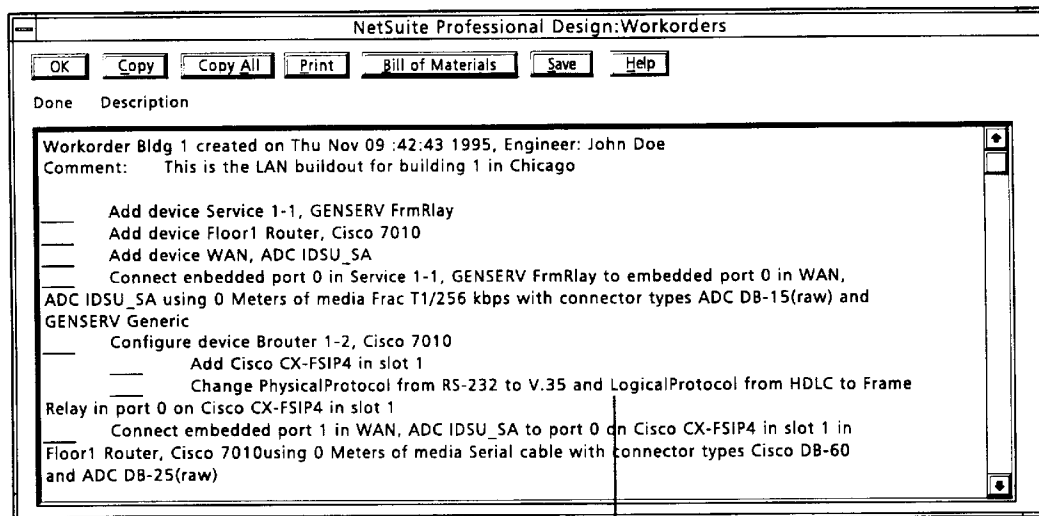 NetSuite Professional Design:Workorders
OK Copy Copy All Print Bill of Materials Save Help
Done Description
Workorder Bldg 1 created on Thu Nov 09 :42:43 1995, Engineer: John Doe
Comment: This is the LAN buildout for building 1 in Chicago
___ Add device Service 1-1, GENSERV FrmRlay
___ Add device Floor1 Router, Cisco 7010
___ Add device WAN, ADC IDSU_SA
___ Connect enbedded port 0 in Service 1-1, GENSERV FrmRlay to embedded port 0 in WAN,
ADC IDSU_SA using 0 Meters of media Frac T1/256 kbps with connector types ADC DB-15(raw) and
GENSERV Generic
___ Configure device Brouter 1-2, Cisco 7010
___ Add Cisco CX-FSIP4 in slot 1
___ Change PhysicalProtocol from RS-232 to V.35 and LogicalProtocol from HDLC to Frame
Relay in port 0 on Cisco CX-FSIP4 in slot 1
___ Connect embedded port 1 in WAN, ADC IDSU_SA to port 0 on Cisco CX-FSIP4 in slot 1 in
Floor1 Router, Cisco 7010using 0 Meters of media Serial cable with connector types Cisco DB-60
and ADC DB-25(raw)